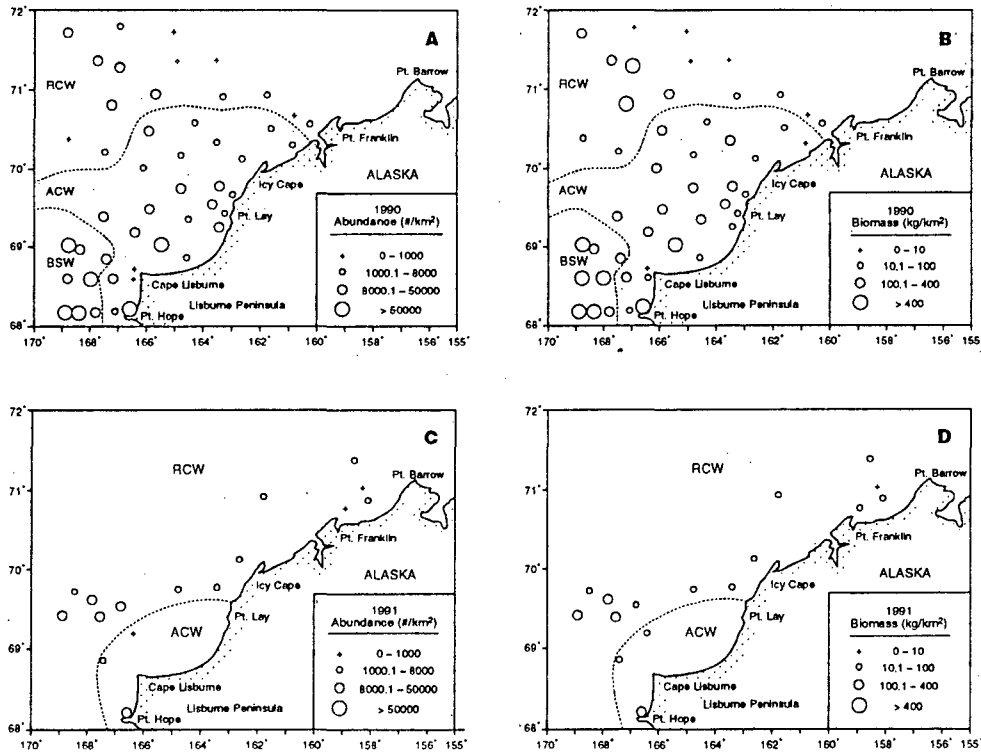 72°
A
Pt. Barrow
RCW
71°
Pt. Franklin
70°
ALASKA
Icy Cape
ACW
1990
Abundance (#/km²)
Pt. Lay
+ 0 - 1000
1000.1 - 8000
8000.1 - 50000
> 50000
69°
BSW
Cape Lisburne
Lisburne Peninsula
Pt. Hope
68°
170° 168° 166° 164° 162° 160° 158° 156° 155°
B
Pt. Barrow
RCW
71°
Pt. Franklin
70°
ALASKA
Icy Cape
ACW
1990
Biomass (kg/km²)
Pt. Lay
+ 0 - 10
10.1 - 100
100.1 - 400
> 400
69°
BSW
Cape Lisburne
Lisburne Peninsula
Pt. Hope
68°
170° 168° 166° 164° 162° 160° 158° 156° 155°
72°
C
RCW
Pt. Barrow
71°
Pt. Franklin
70°
ALASKA
Icy Cape
1991
Abundance (#/km²)
Pt. Lay
ACW
+ 0 - 1000
1000.1 - 8000
8000.1 - 50000
> 50000
69°
Cape Lisburne
Lisburne Peninsula
Pt. Hope
68°
170° 168° 166° 164° 162° 160° 158° 156° 155°
72°
D
RCW
Pt. Barrow
71°
Pt. Franklin
70°
ALASKA
Icy Cape
1991
Biomass (kg/km²)
Pt. Lay
ACW
+ 0 - 10
10.1 - 100
100.1 - 400
> 400
69°
Cape Lisburne
Lisburne Peninsula
Pt. Hope
68°
170° 168° 166° 164° 162° 160° 158° 156° 155°